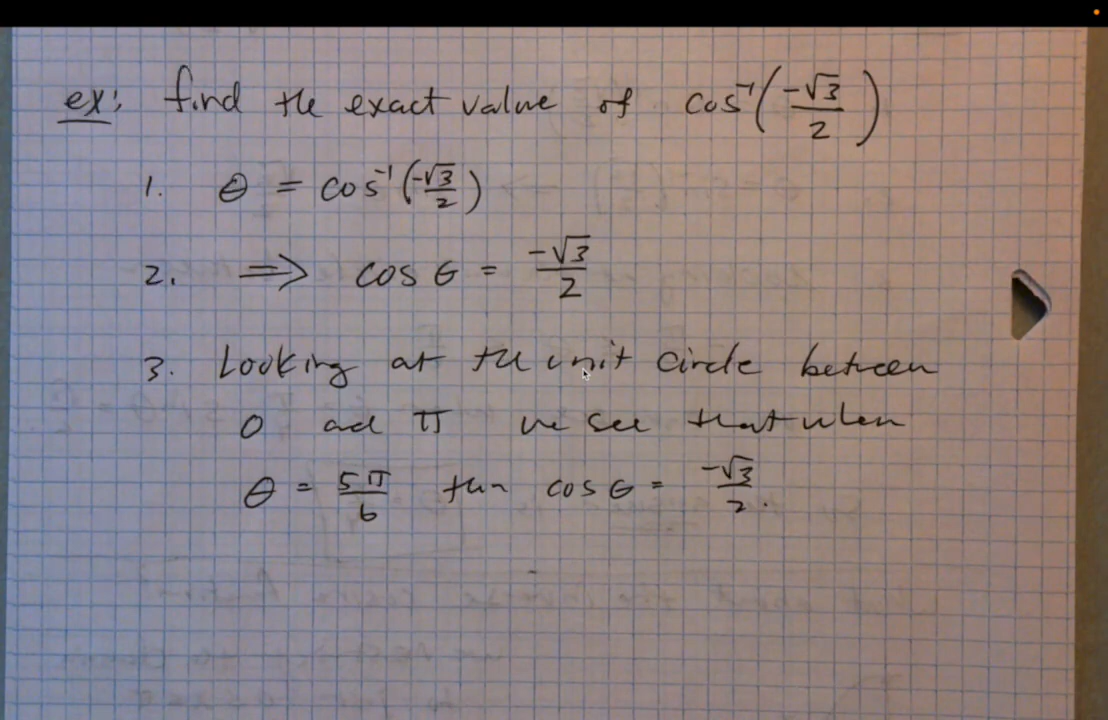 ex: find the exact value of cos⁻¹(-√3/2)
1. θ = cos⁻¹(-√3/2)
2. ⟹ cos θ = -√3/2
3. Looking at the unit circle between
0 and π we see that when
θ = 5π/6 then cos θ = -√3/2.